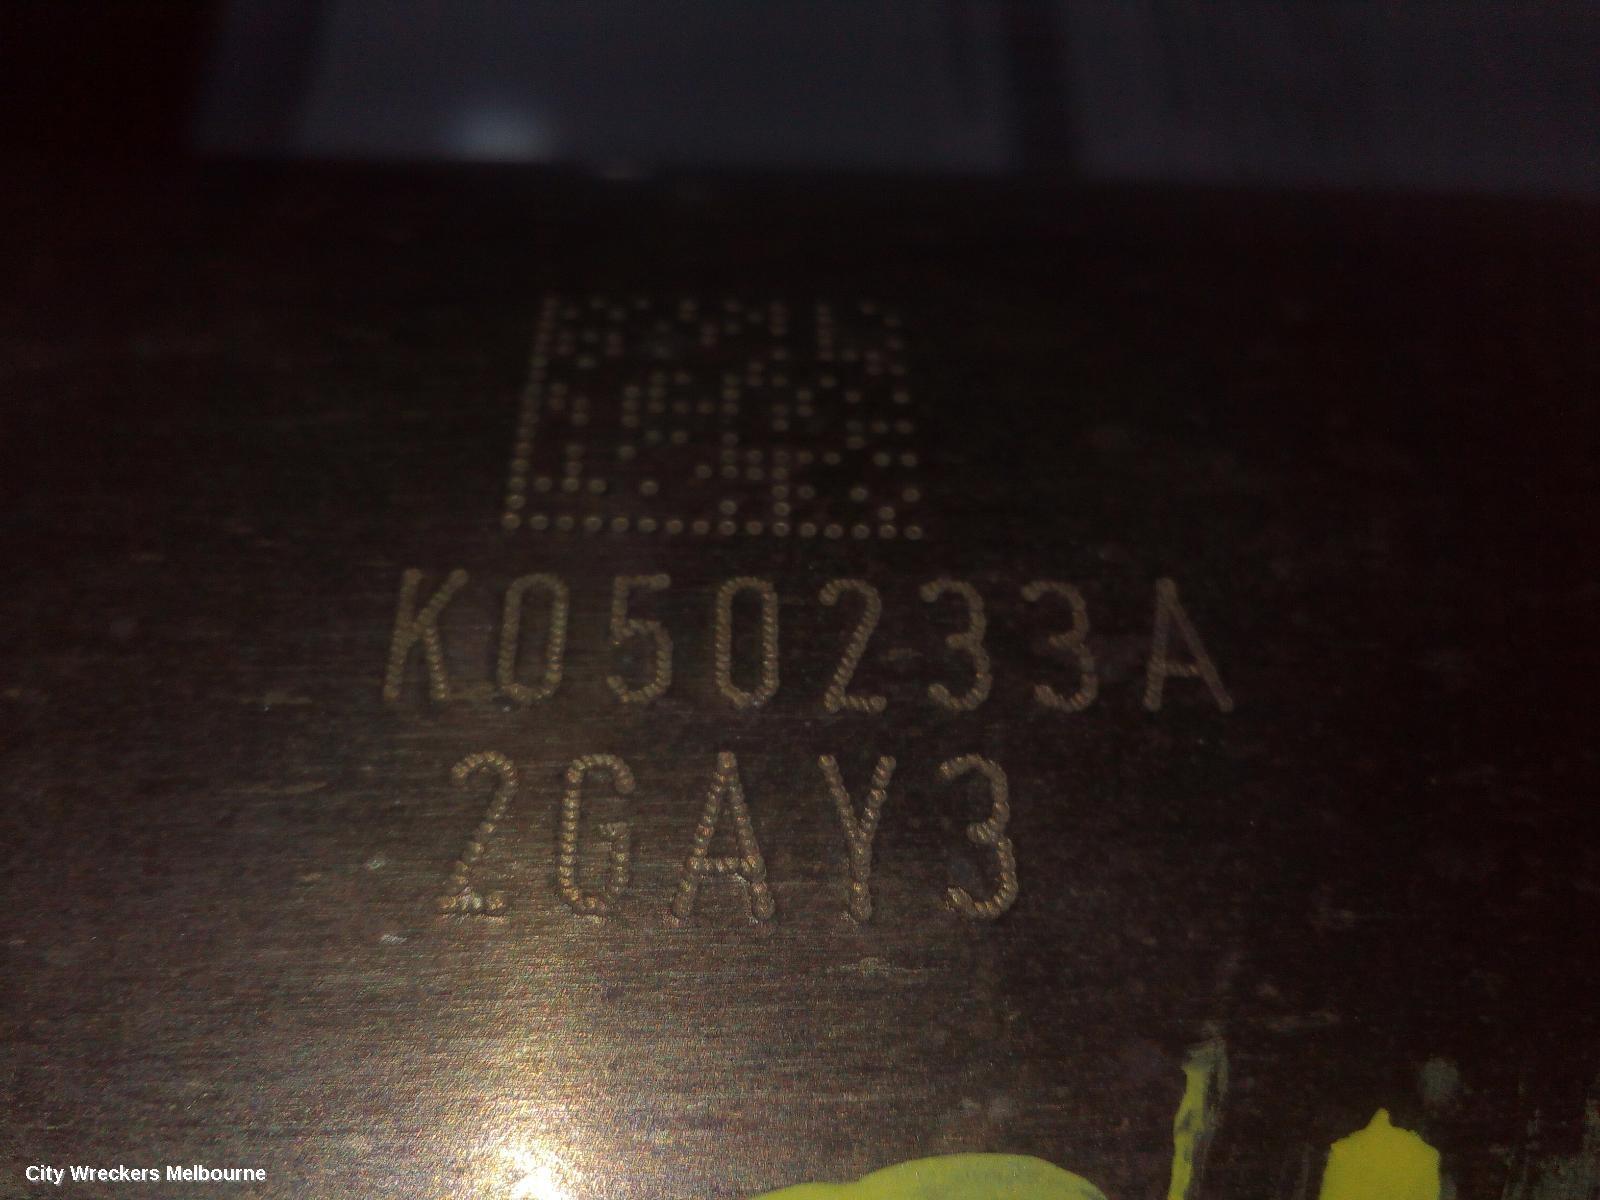 K050233A
2GAY3
City Wreckers Melbourne